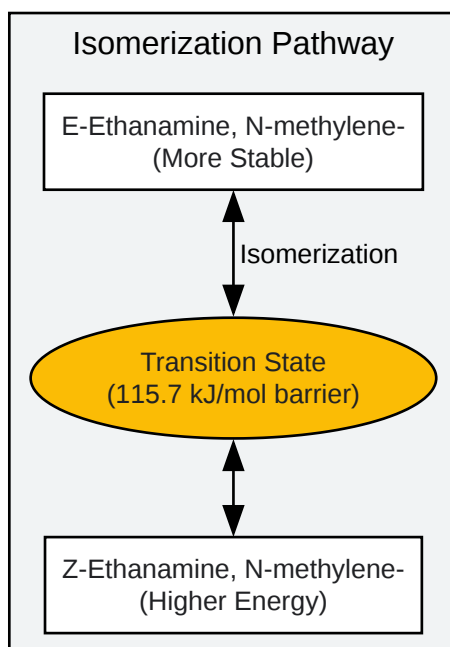 Isomerization Pathway
E-Ethanamine, N-methylene-
(More Stable)
Isomerization
Transition State
(115.7 kJ/mol barrier)
Z-Ethanamine, N-methylene-
(Higher Energy)